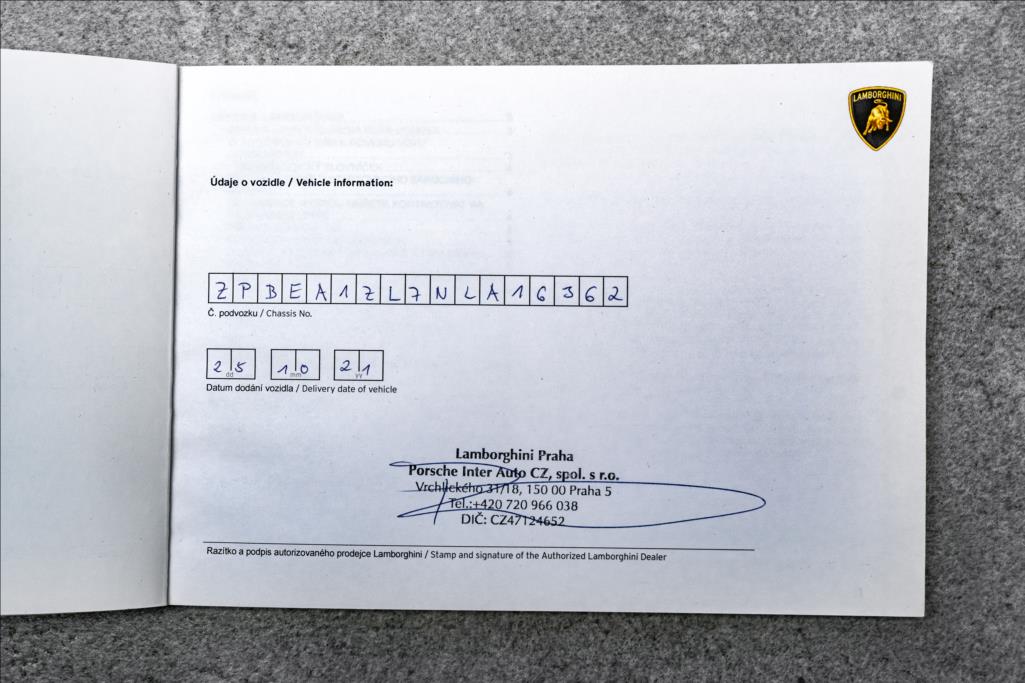 LAMBORGHINI
Údaje o vozidle / Vehicle information:
ZPBEA1ZL7NLA16362
Č. podvozku / Chassis No.
25 10 21
dd mm yy
Datum dodání vozidla / Delivery date of vehicle
Lamborghini Praha
Porsche Inter Auto CZ, spol. s r.o.
Vrchlického 31/18, 150 00 Praha 5
Tel.:+420 720 966 038
DIČ: CZ47124652
Razítko a podpis autorizovaného prodejce Lamborghini / Stamp and signature of the Authorized Lamborghini Dealer